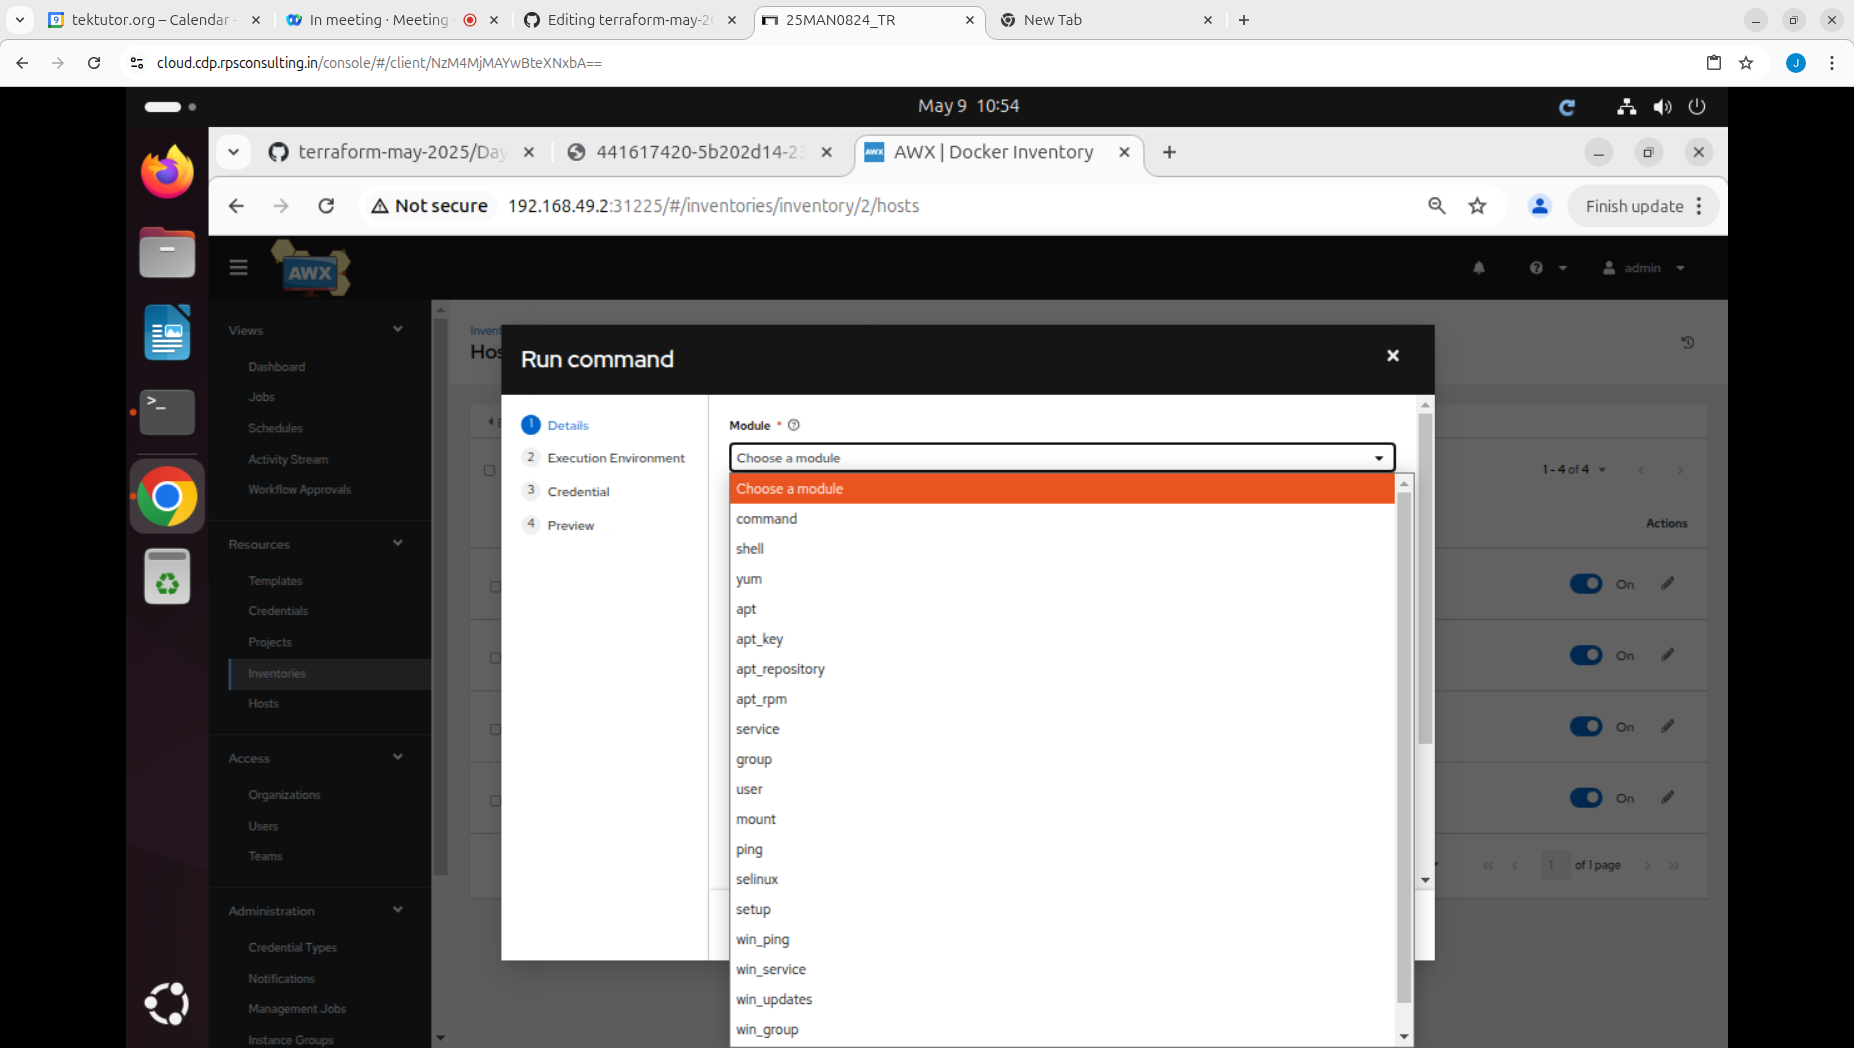 tektutor.org – Calendar -
In meeting · Meeting
Editing terraform-may-20
25MAN0824_TR
New Tab
cloud.cdp.rpsconsulting.in/console/#/client/NzM4MjMAYwBteXNxbA==
J
May 9 10:54
terraform-may-2025/Day
441617420-5b202d14-23
AWX | Docker Inventory
Not secure
192.168.49.2:31225/#/inventories/inventory/2/hosts
Finish update
AWX
admin
Views
Dashboard
Jobs
Schedules
Activity Stream
Workflow Approvals
Resources
Templates
Credentials
Projects
Inventories
Hosts
Access
Organizations
Users
Teams
Administration
Credential Types
Notifications
Management Jobs
Instance Groups
Run command
1 Details
2 Execution Environment
3 Credential
4 Preview
Module *
Choose a module
Choose a module
command
shell
yum
apt
apt_key
apt_repository
apt_rpm
service
group
user
mount
ping
selinux
setup
win_ping
win_service
win_updates
win_group
1 - 4 of 4
Actions
On
On
On
On
1 of 1 page